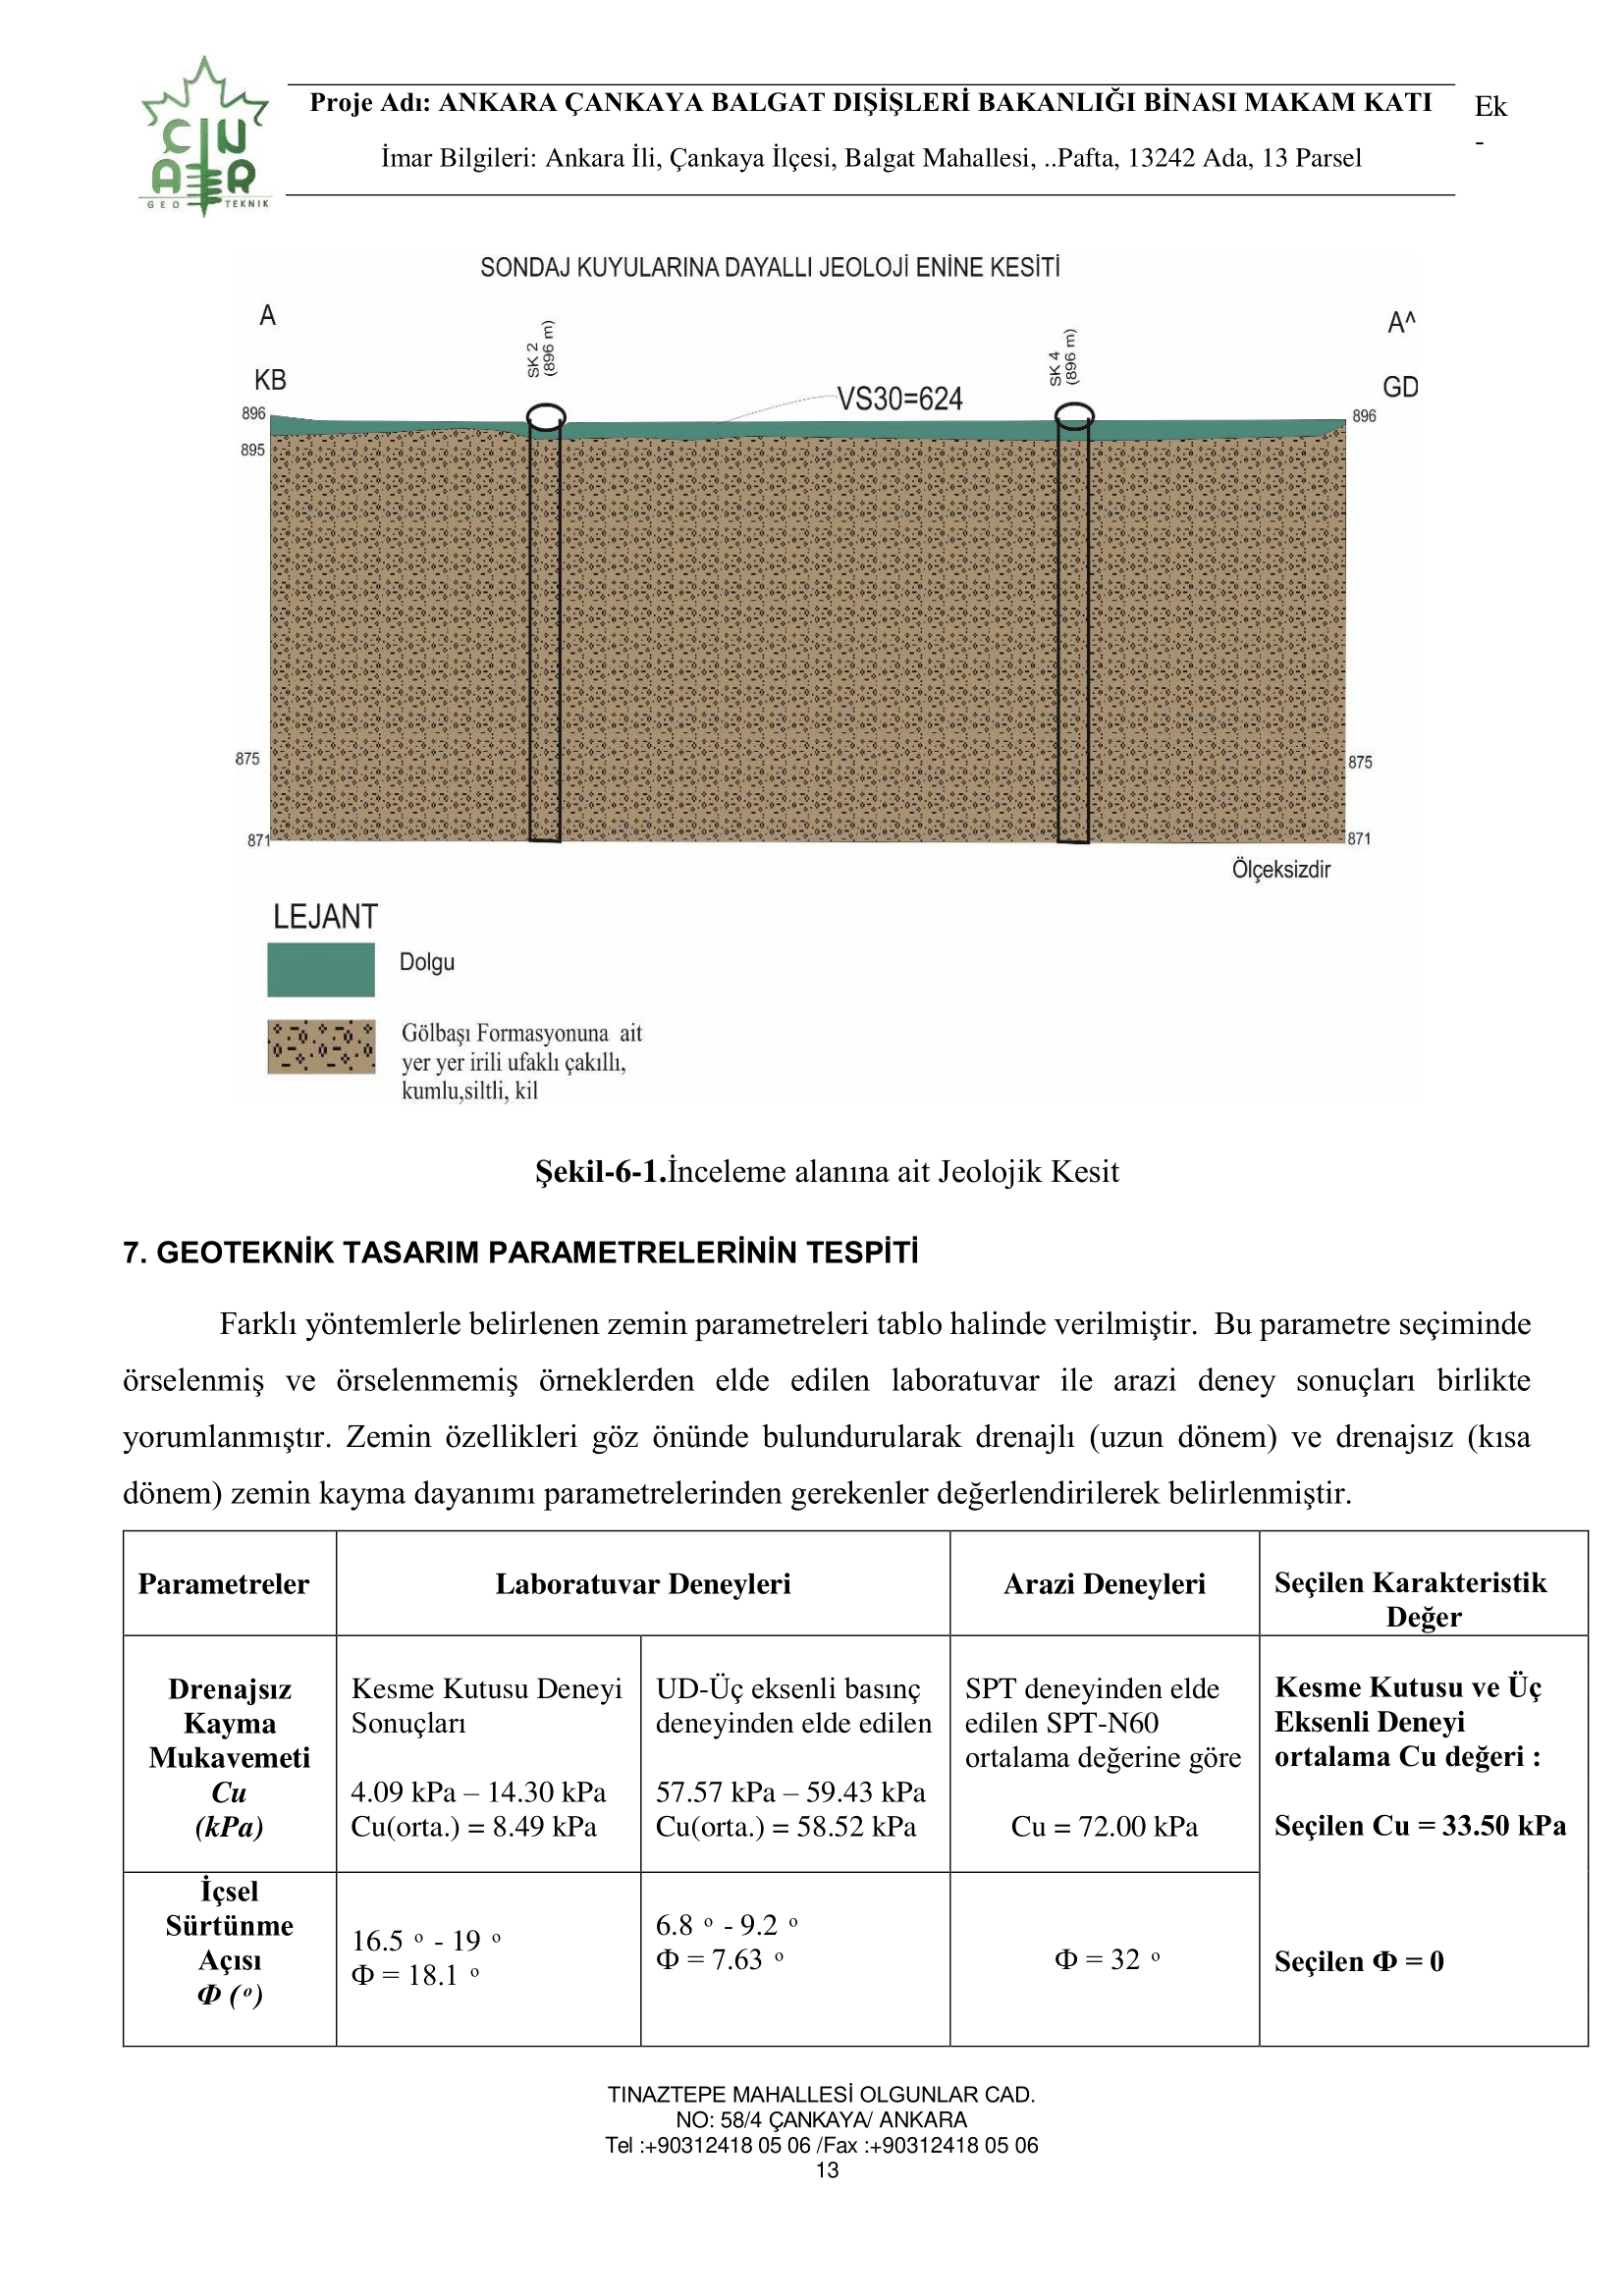 ÇINAR
GEO TEKNIK
Proje Adı: ANKARA ÇANKAYA BALGAT DIŞİŞLERİ BAKANLIĞI BİNASI MAKAM KATI
İmar Bilgileri: Ankara İli, Çankaya İlçesi, Balgat Mahallesi, ..Pafta, 13242 Ada, 13 Parsel
Ek
-
SONDAJ KUYULARINA DAYALLI JEOLOJİ ENİNE KESİTİ
A
A^
SK 2
(896 m)
SK 4
(896 m)
KB
GD
VS30=624
896
896
895
875
875
871
871
Ölçeksizdir
LEJANT
Dolgu
Gölbaşı Formasyonuna ait
yer yer irili ufaklı çakıllı,
kumlu,siltli, kil
Şekil-6-1.İnceleme alanına ait Jeolojik Kesit
7. GEOTEKNİK TASARIM PARAMETRELERİNİN TESPİTİ
Farklı yöntemlerle belirlenen zemin parametreleri tablo halinde verilmiştir. Bu parametre seçiminde
örselenmiş ve örselenmemiş örneklerden elde edilen laboratuvar ile arazi deney sonuçları birlikte
yorumlanmıştır. Zemin özellikleri göz önünde bulundurularak drenajlı (uzun dönem) ve drenajsız (kısa
dönem) zemin kayma dayanımı parametrelerinden gerekenler değerlendirilerek belirlenmiştir.
Parametreler
Laboratuvar Deneyleri
Arazi Deneyleri
Seçilen Karakteristik
Değer
Drenajsız
Kayma
Mukavemeti
Cu
(kPa)
Kesme Kutusu Deneyi
Sonuçları
4.09 kPa – 14.30 kPa
Cu(orta.) = 8.49 kPa
UD-Üç eksenli basınç
deneyinden elde edilen
57.57 kPa – 59.43 kPa
Cu(orta.) = 58.52 kPa
SPT deneyinden elde
edilen SPT-N60
ortalama değerine göre
Cu = 72.00 kPa
Kesme Kutusu ve Üç
Eksenli Deneyi
ortalama Cu değeri :
Seçilen Cu = 33.50 kPa
İçsel
Sürtünme
Açısı
Φ (º)
16.5 º - 19 º
Φ = 18.1 º
6.8 º - 9.2 º
Φ = 7.63 º
Φ = 32 º
Seçilen Φ = 0
TINAZTEPE MAHALLESİ OLGUNLAR CAD.
NO: 58/4 ÇANKAYA/ ANKARA
Tel :+90312418 05 06 /Fax :+90312418 05 06
13